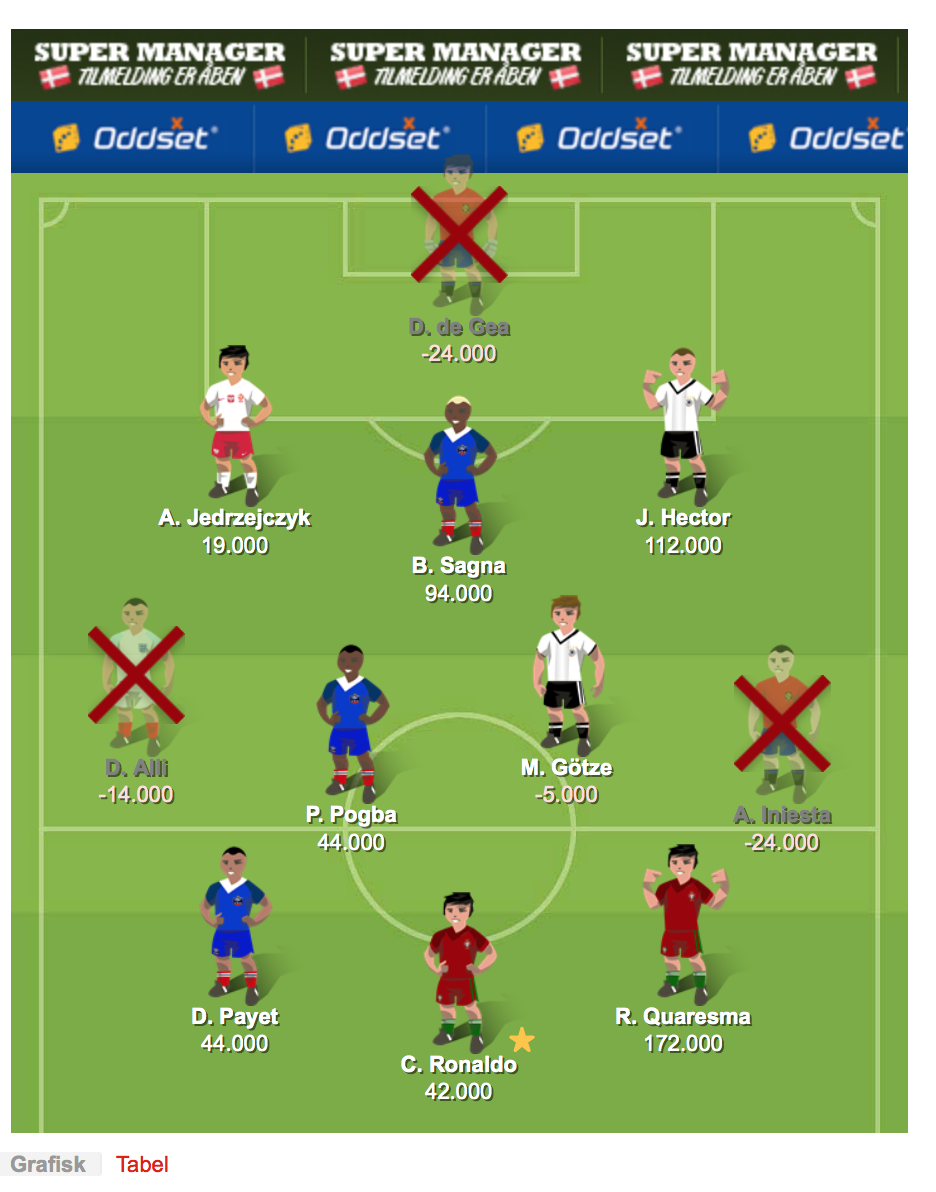 SUPER MANAGER SUPER MANAGER SUPER MANAGER
TILMELDING ER ÅBEN TILMELDING ER ÅBEN TILMELDING ER ÅBEN
Oddset® Oddset® Oddset® Oddset
D. de Gea
-24.000
A. Jedrzejczyk
19.000
B. Sagna
94.000
J. Hector
112.000
D. Alli
-14.000
P. Pogba
44.000
M. Götze
-5.000
A. Iniesta
-24.000
D. Payet
44.000
C. Ronaldo
42.000
R. Quaresma
172.000
Grafisk Tabel